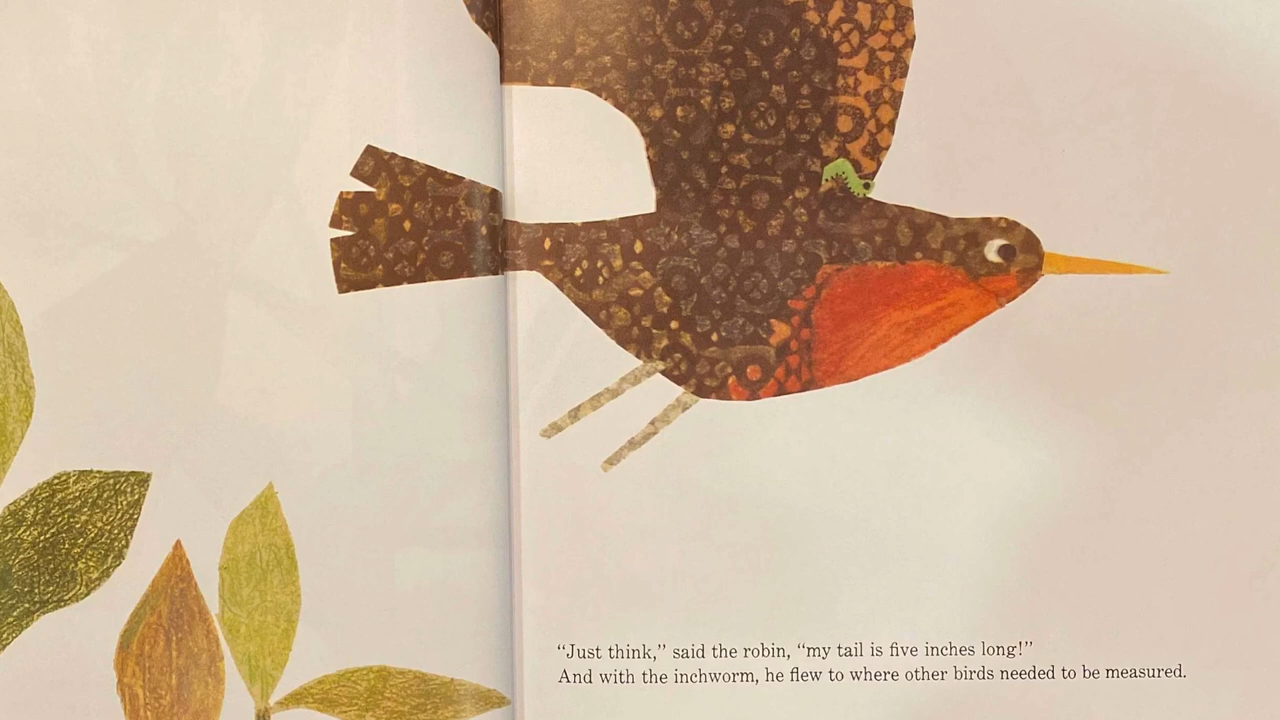 “Just think,” said the robin, “my tail is five inches long!”
And with the inchworm, he flew to where other birds needed to be measured.